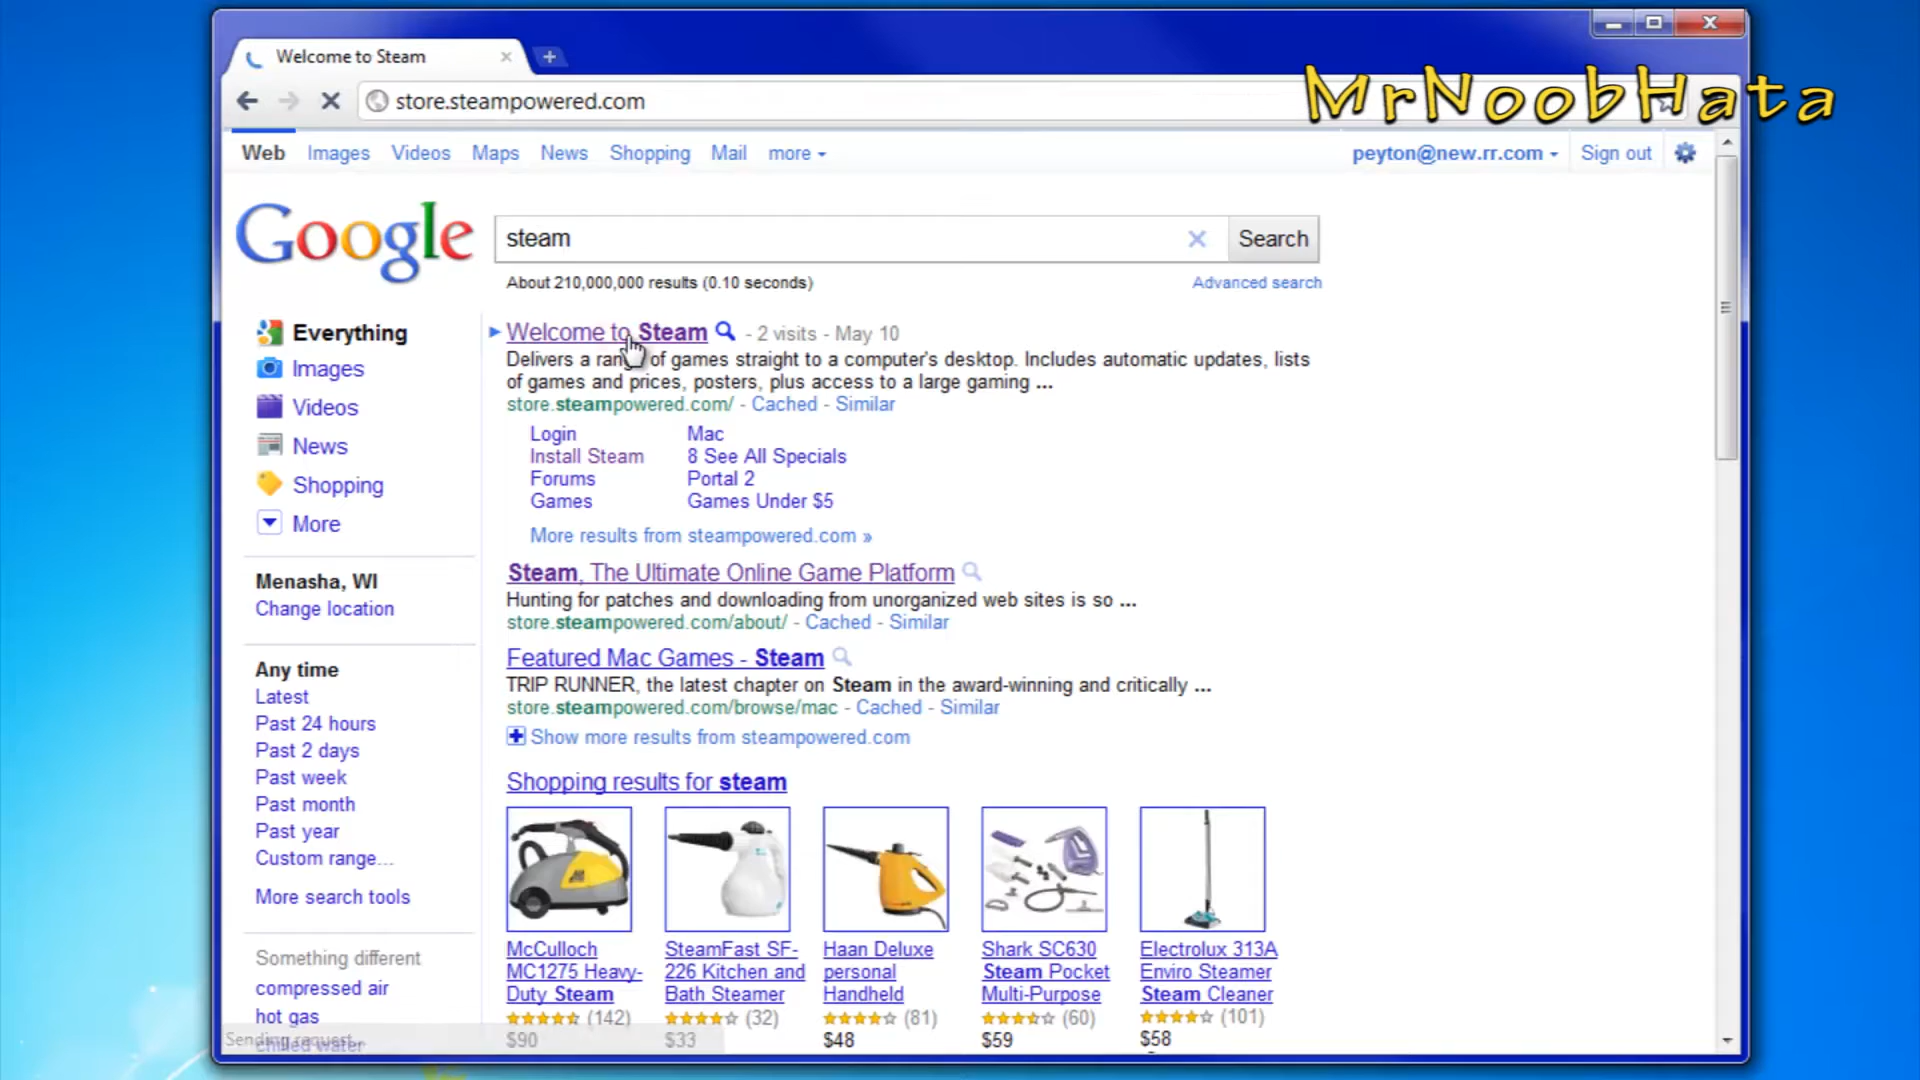 Welcome to Steam
store.steampowered.com
MrNoobHata
Web Images Videos Maps News Shopping Mail more
peyton@new.rr.com Sign out
Google
steam
Search
About 210,000,000 results (0.10 seconds)
Advanced search
Everything
Images
Videos
News
Shopping
More
Menasha, WI
Change location
Any time
Latest
Past 24 hours
Past 2 days
Past week
Past month
Past year
Custom range...
More search tools
Something different
compressed air
hot gas
chilled water
Sending request...
Welcome to Steam - 2 visits - May 10
Delivers a range of games straight to a computer's desktop. Includes automatic updates, lists
of games and prices, posters, plus access to a large gaming ...
store.steampowered.com/ - Cached - Similar
Login Mac
Install Steam 8 See All Specials
Forums Portal 2
Games Games Under $5
More results from steampowered.com »
Steam, The Ultimate Online Game Platform
Hunting for patches and downloading from unorganized web sites is so ...
store.steampowered.com/about/ - Cached - Similar
Featured Mac Games - Steam
TRIP RUNNER, the latest chapter on Steam in the award-winning and critically ...
store.steampowered.com/browse/mac - Cached - Similar
Show more results from steampowered.com
Shopping results for steam
McCulloch
MC1275 Heavy-
Duty Steam
(142)
$90
SteamFast SF-
226 Kitchen and
Bath Steamer
(32)
$33
Haan Deluxe
personal
Handheld
(81)
$48
Shark SC630
Steam Pocket
Multi-Purpose
(60)
$59
Electrolux 313A
Enviro Steamer
Steam Cleaner
(101)
$58